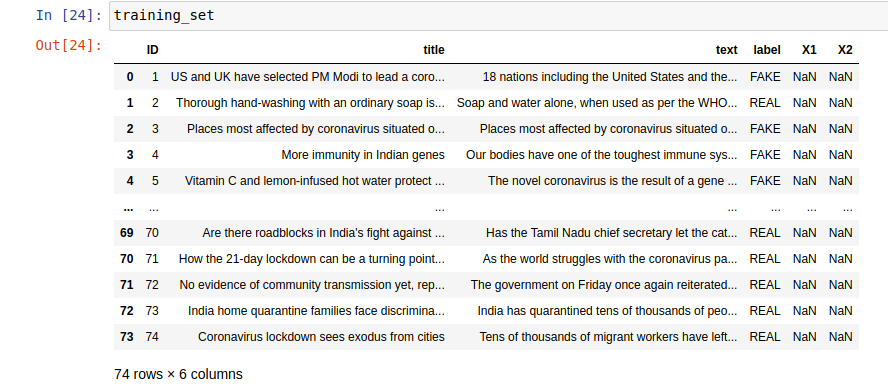 In [24]: training_set
Out[24]:
ID title text label X1 X2
0 1 US and UK have selected PM Modi to lead a coro... 18 nations including the United States and the... FAKE NaN NaN
1 2 Thorough hand-washing with an ordinary soap is... Soap and water alone, when used as per the WHO... REAL NaN NaN
2 3 Places most affected by coronavirus situated o... Places most affected by coronavirus situated o... FAKE NaN NaN
3 4 More immunity in Indian genes Our bodies have one of the toughest immune sys... FAKE NaN NaN
4 5 Vitamin C and lemon-infused hot water protect ... The novel coronavirus is the result of a gene ... FAKE NaN NaN
... ... ... ... ... ... ...
69 70 Are there roadblocks in India's fight against ... Has the Tamil Nadu chief secretary let the cat... REAL NaN NaN
70 71 How the 21-day lockdown can be a turning point... As the world struggles with the coronavirus pa... REAL NaN NaN
71 72 No evidence of community transmission yet, rep... The government on Friday once again reiterated... REAL NaN NaN
72 73 India home quarantine families face discrimina... India has quarantined tens of thousands of peo... REAL NaN NaN
73 74 Coronavirus lockdown sees exodus from cities Tens of thousands of migrant workers have left... REAL NaN NaN
74 rows × 6 columns